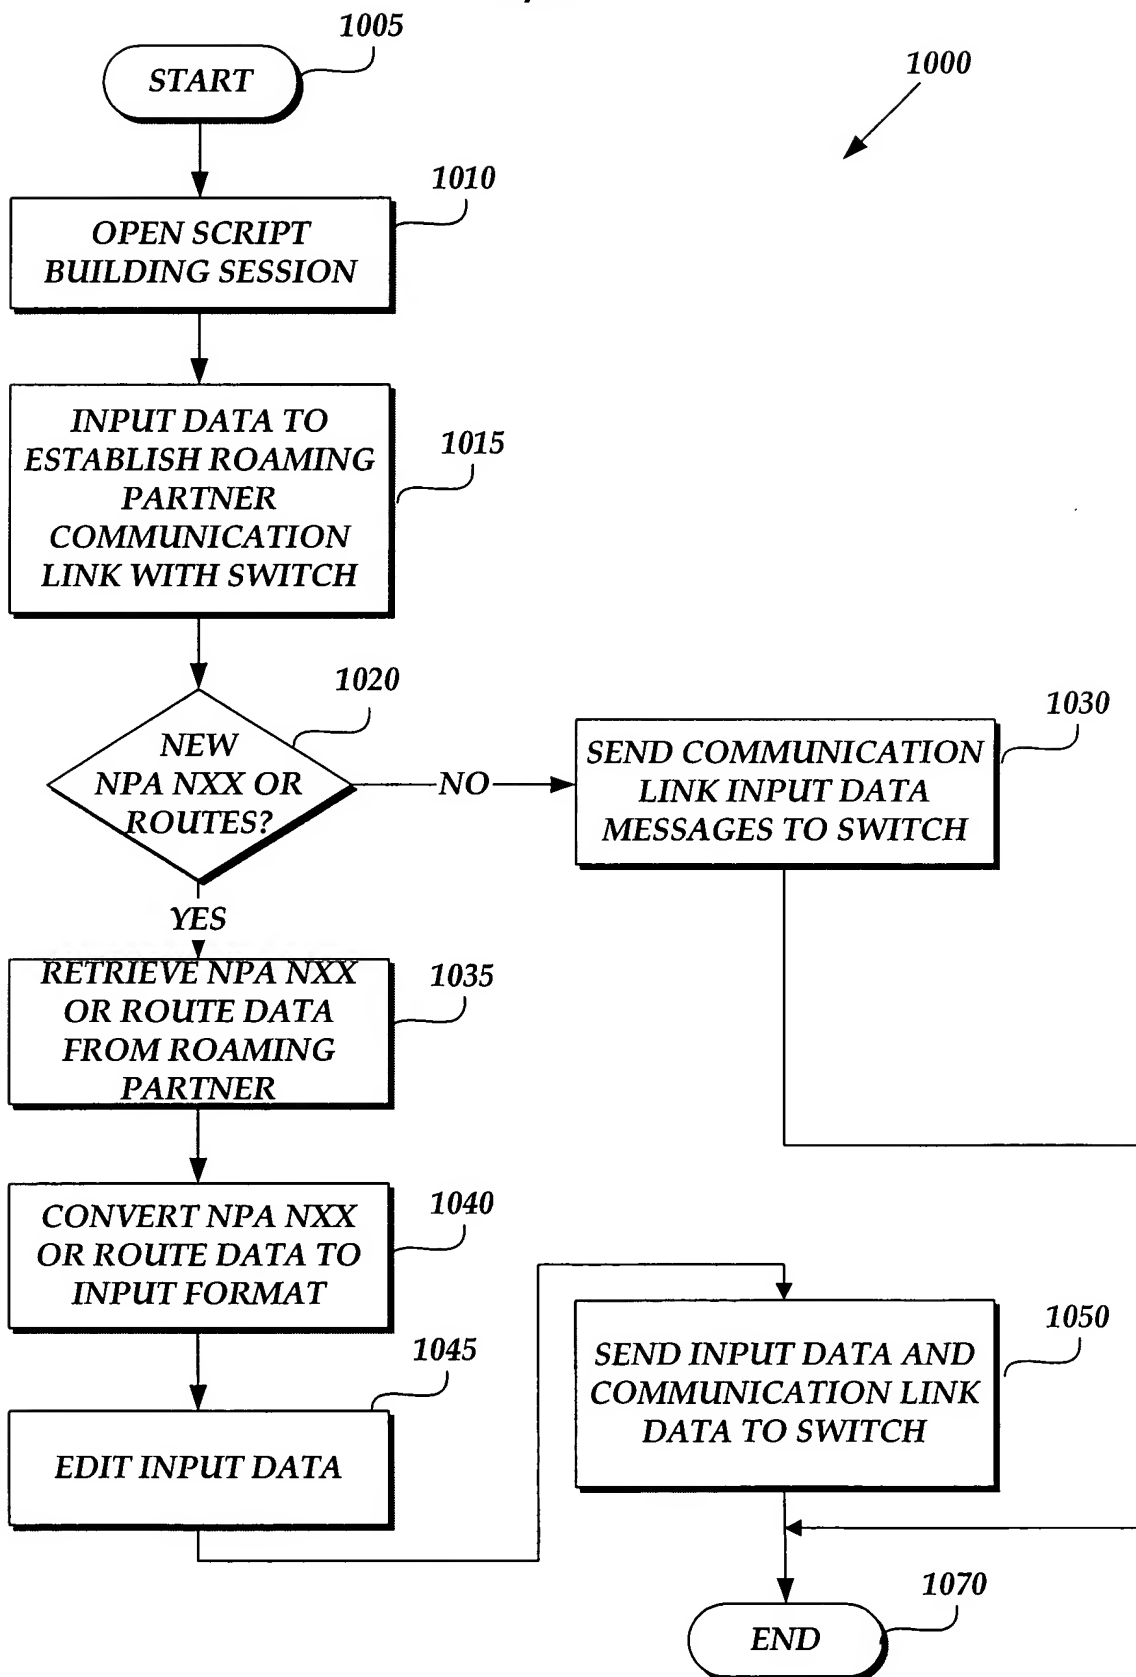 1005
START
1000
1010
OPEN SCRIPT
BUILDING SESSION
INPUT DATA TO
ESTABLISH ROAMING
PARTNER
COMMUNICATION
LINK WITH SWITCH
1015
1020
NEW
NPA NXX OR
ROUTES?
NO
1030
SEND COMMUNICATION
LINK INPUT DATA
MESSAGES TO SWITCH
YES
RETRIEVE NPA NXX
OR ROUTE DATA
FROM ROAMING
PARTNER
1035
CONVERT NPA NXX
OR ROUTE DATA TO
INPUT FORMAT
1040
1045
EDIT INPUT DATA
1050
SEND INPUT DATA AND
COMMUNICATION LINK
DATA TO SWITCH
1070
END